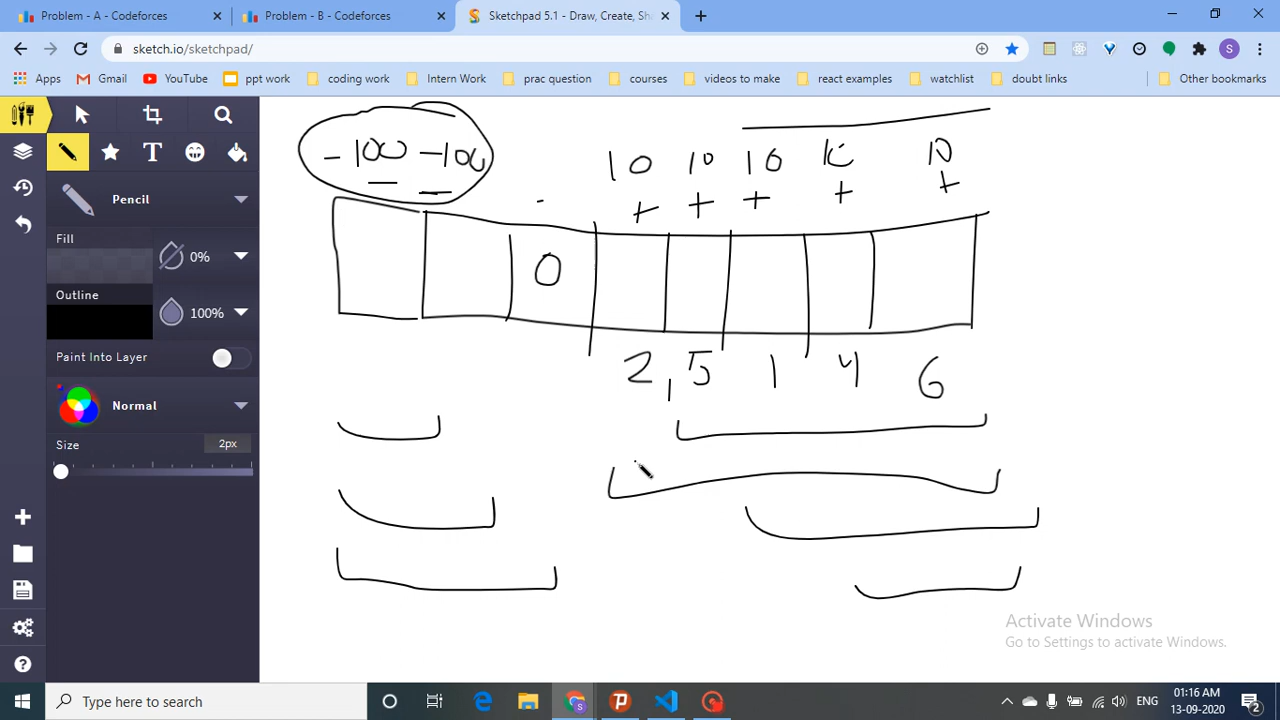 Problem - A - Codeforces
Problem - B - Codeforces
Sketchpad 5.1 - Draw, Create, Sha
sketch.io/sketchpad/
S
Apps
Gmail
YouTube
ppt work
coding work
Intern Work
prac question
courses
videos to make
react examples
watchlist
doubt links
Other bookmarks
Pencil
Fill
0%
Outline
100%
Paint Into Layer
Normal
Size
2px
-100 -100
10 10 10 10
- + + + + +
0
2, 5 1 4 6
Activate Windows
Go to Settings to activate Windows.
Type here to search
ENG
01:16 AM
13-09-2020
2